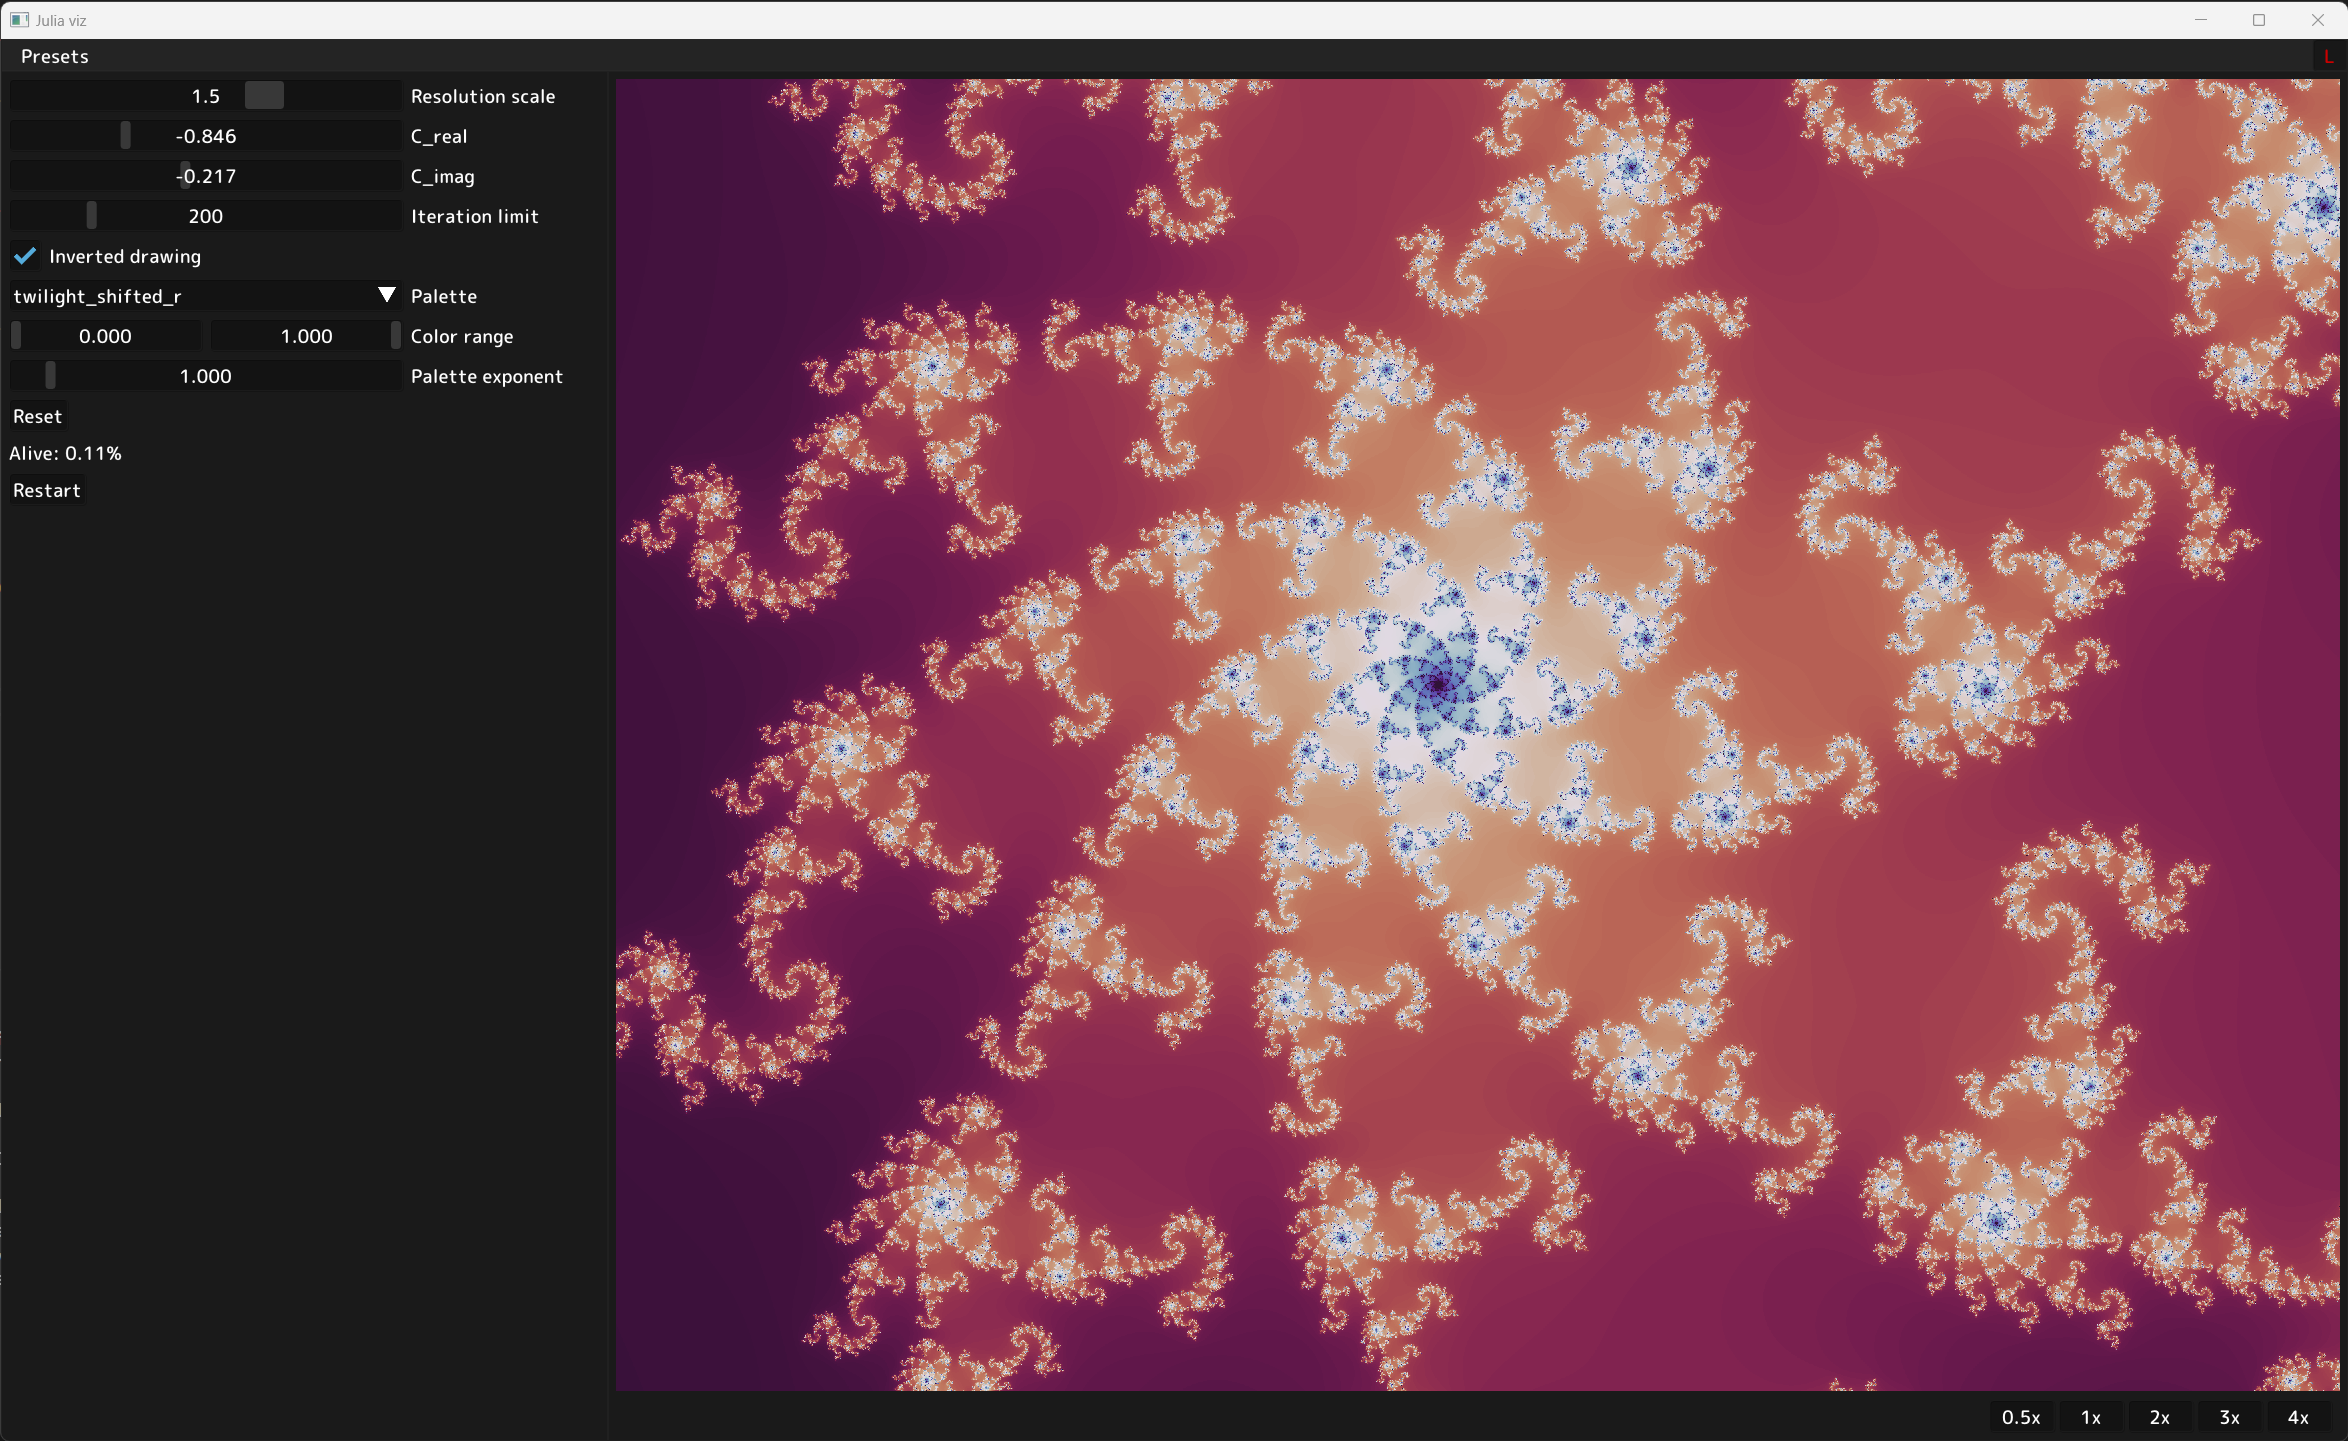 Julia viz
Presets
L
1.5 Resolution scale
-0.846 C_real
-0.217 C_imag
200 Iteration limit
Inverted drawing
twilight_shifted_r Palette
0.000 1.000 Color range
1.000 Palette exponent
Reset
Alive: 0.11%
Restart
0.5x 1x 2x 3x 4x